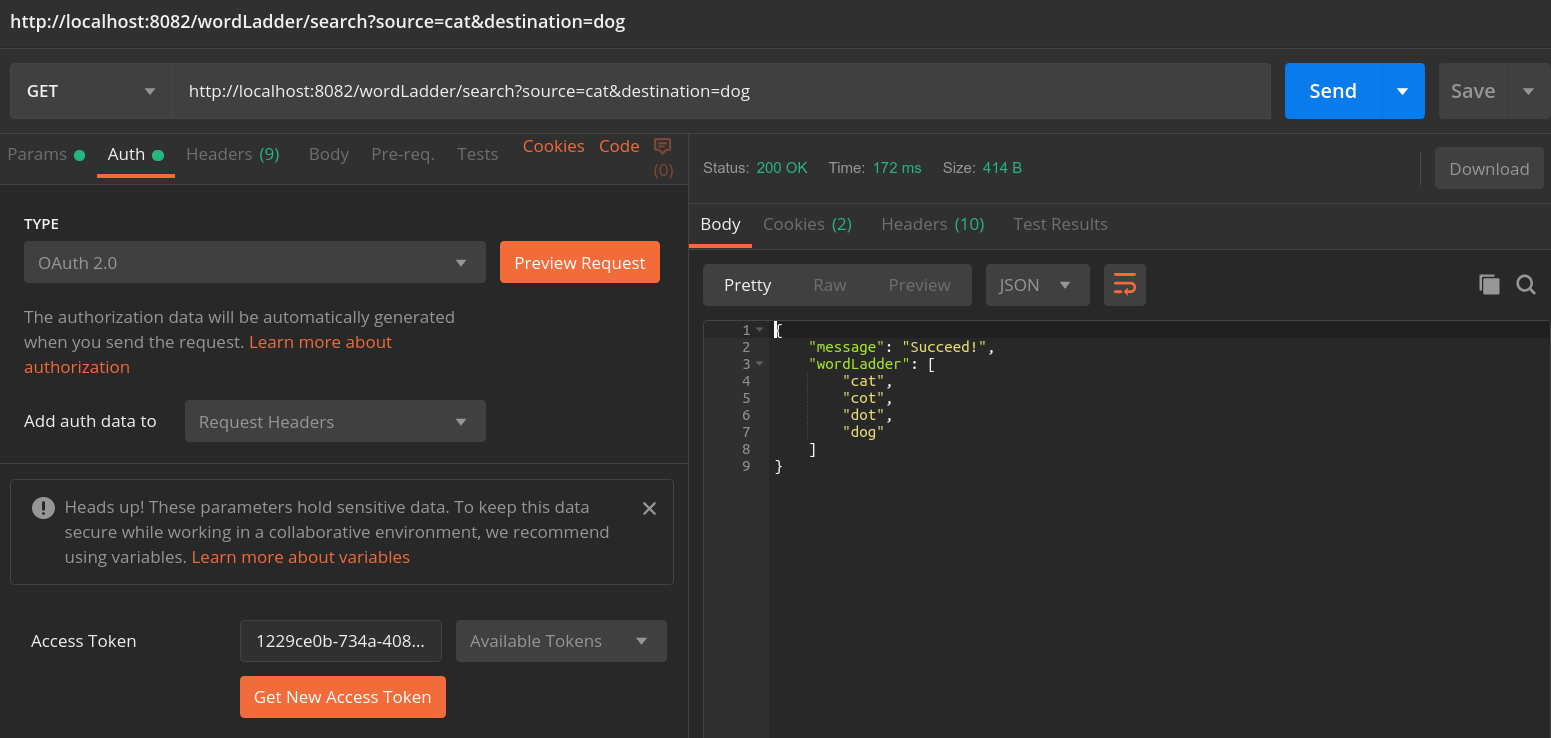 http://localhost:8082/wordLadder/search?source=cat&destination=dog
GET
http://localhost:8082/wordLadder/search?source=cat&destination=dog
Send
Save
Params
Auth
Headers (9)
Body
Pre-req.
Tests
Cookies
Code
(0)
TYPE
OAuth 2.0
Preview Request
The authorization data will be automatically generated
when you send the request. Learn more about
authorization
Add auth data to
Request Headers
Heads up! These parameters hold sensitive data. To keep this data
secure while working in a collaborative environment, we recommend
using variables. Learn more about variables
Access Token
1229ce0b-734a-408...
Available Tokens
Get New Access Token
Status: 200 OK Time: 172 ms Size: 414 B
Download
Body
Cookies (2)
Headers (10)
Test Results
Pretty
Raw
Preview
JSON
1 {
2 "message": "Succeed!",
3 "wordLadder": [
4 "cat",
5 "cot",
6 "dot",
7 "dog"
8 ]
9 }